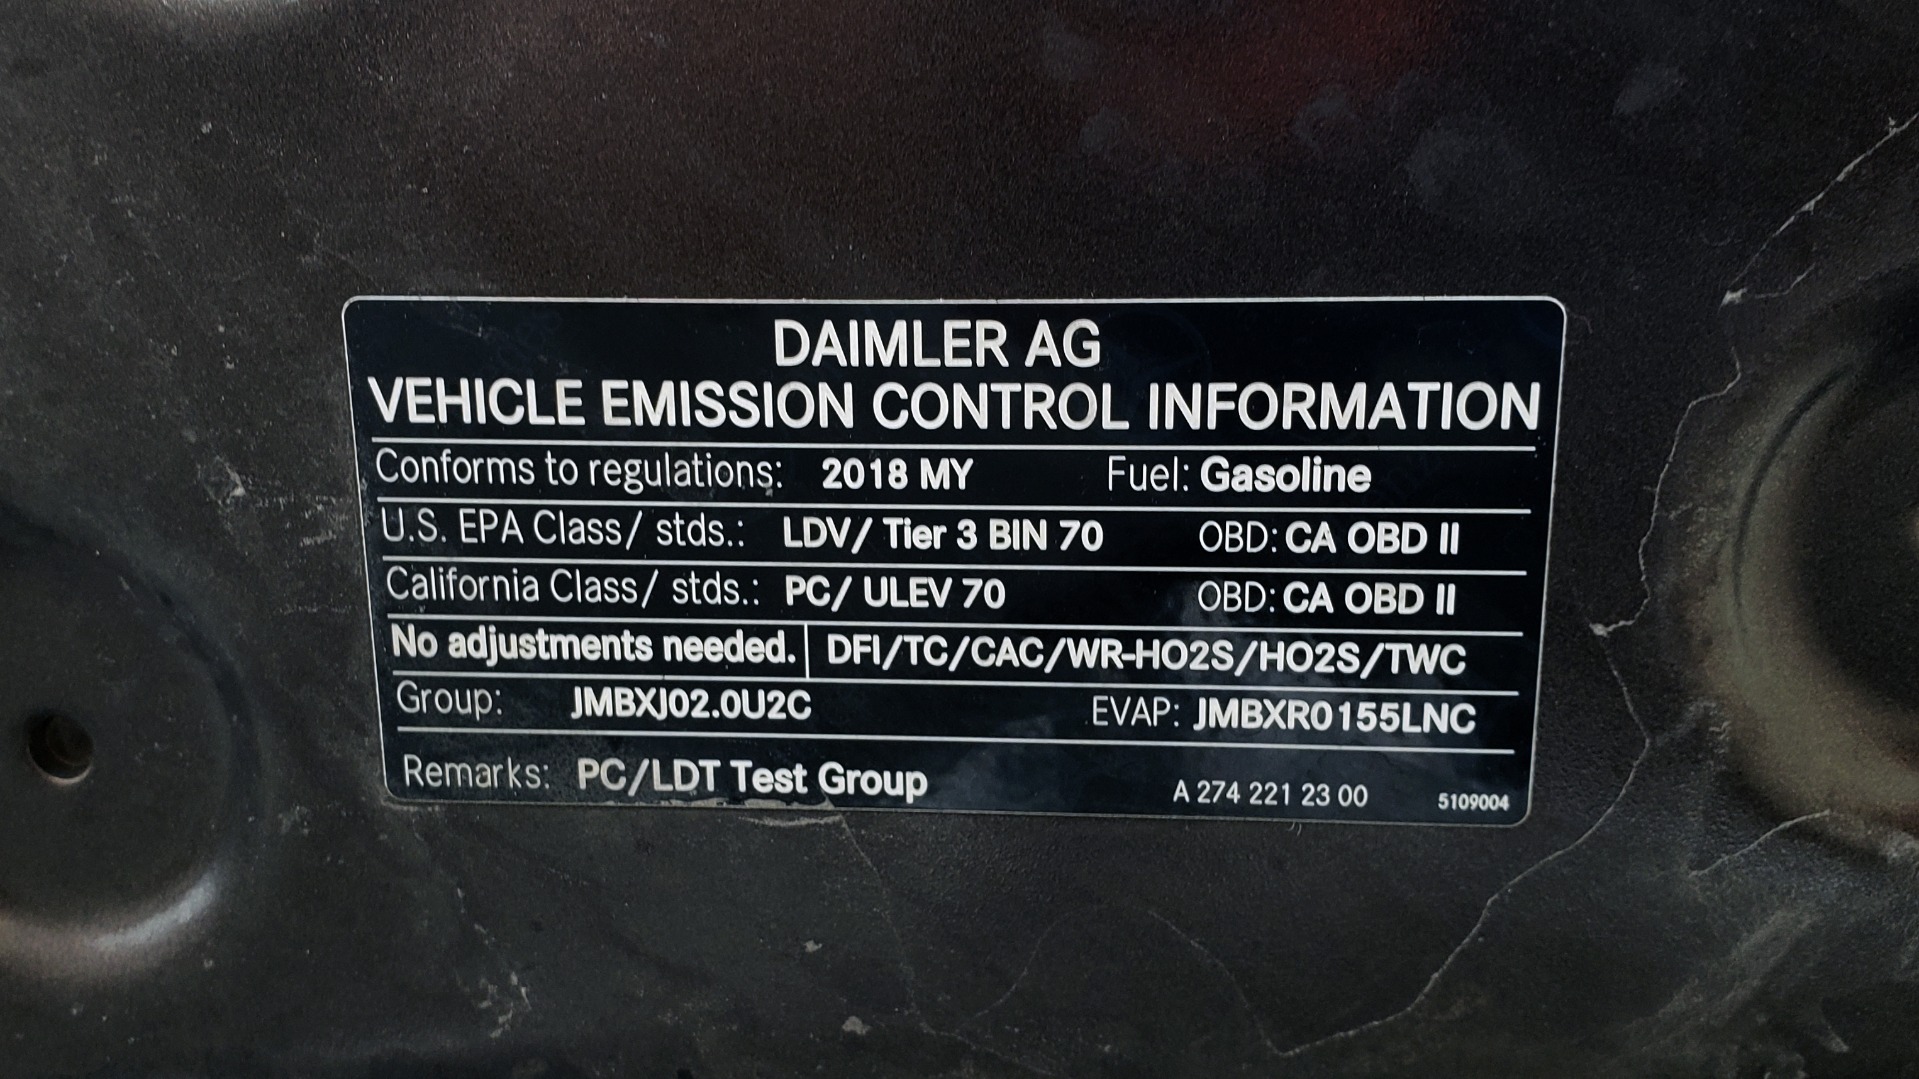 DAIMLER AG
VEHICLE EMISSION CONTROL INFORMATION
Conforms to regulations: 2018 MY Fuel: Gasoline
U.S. EPA Class/ stds.: LDV/ Tier 3 BIN 70 OBD: CA OBD II
California Class/ stds.: PC/ ULEV 70 OBD: CA OBD II
No adjustments needed. DFI/TC/CAC/WR-HO2S/HO2S/TWC
Group: JMBXJ02.0U2C EVAP: JMBXR0155LNC
Remarks: PC/LDT Test Group A 274 221 23 00 5109004